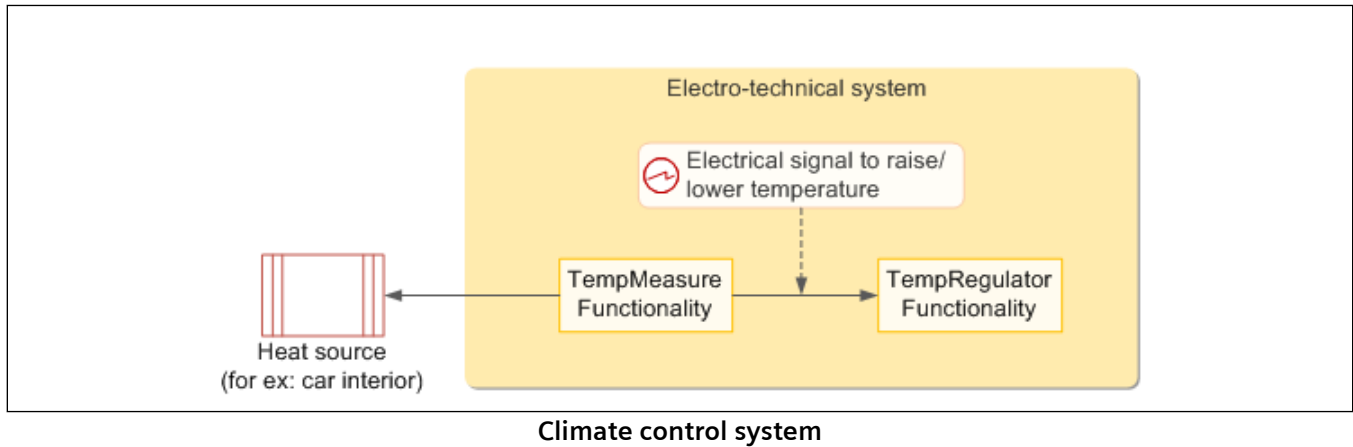 Electro-technical system
Electrical signal to raise/
lower temperature
TempMeasure
Functionality
TempRegulator
Functionality
Heat source
(for ex: car interior)
Climate control system